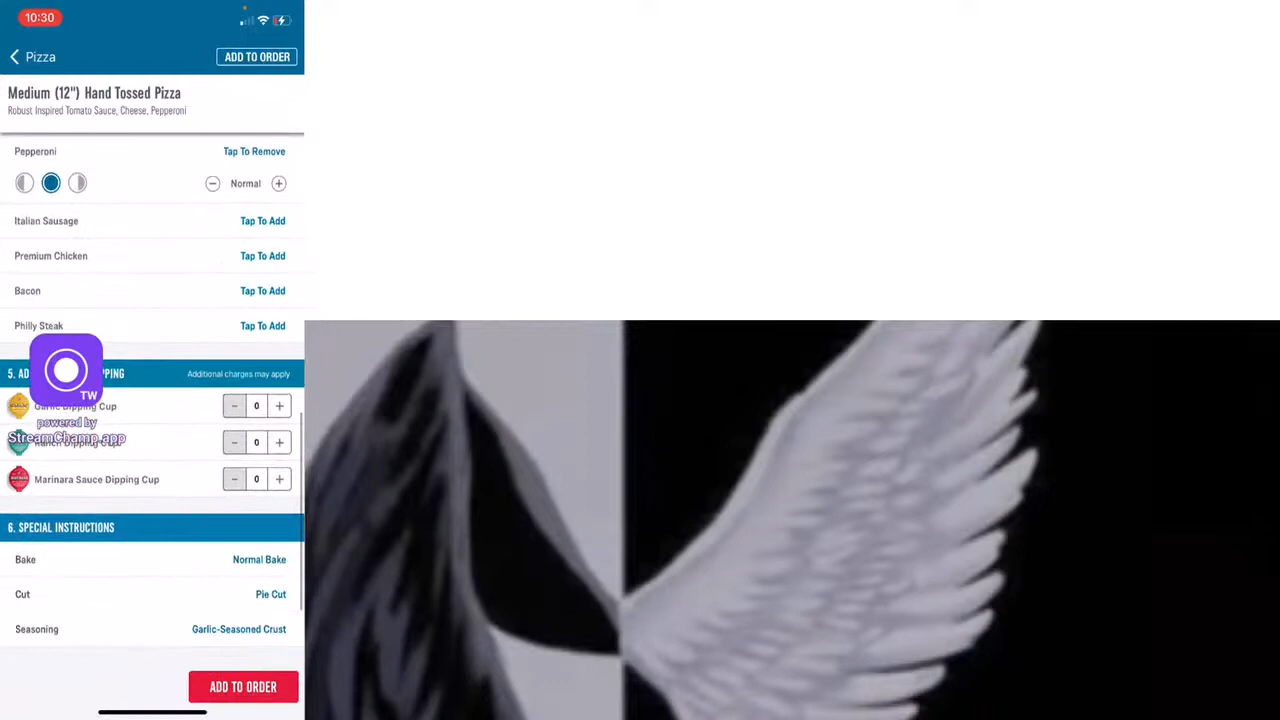 10:30
Pizza
ADD TO ORDER
Medium (12") Hand Tossed Pizza
Robust Inspired Tomato Sauce, Cheese, Pepperoni
Pepperoni Tap To Remove
Normal
Italian Sausage Tap To Add
Premium Chicken Tap To Add
Bacon Tap To Add
Philly Steak Tap To Add
5. AD PPING Additional charges may apply
TW
Garlic Dipping Cup 0
powered by
StreamChamp.app
Ranch Dipping Cup 0
Marinara Sauce Dipping Cup 0
6. SPECIAL INSTRUCTIONS
Bake Normal Bake
Cut Pie Cut
Seasoning Garlic-Seasoned Crust
ADD TO ORDER